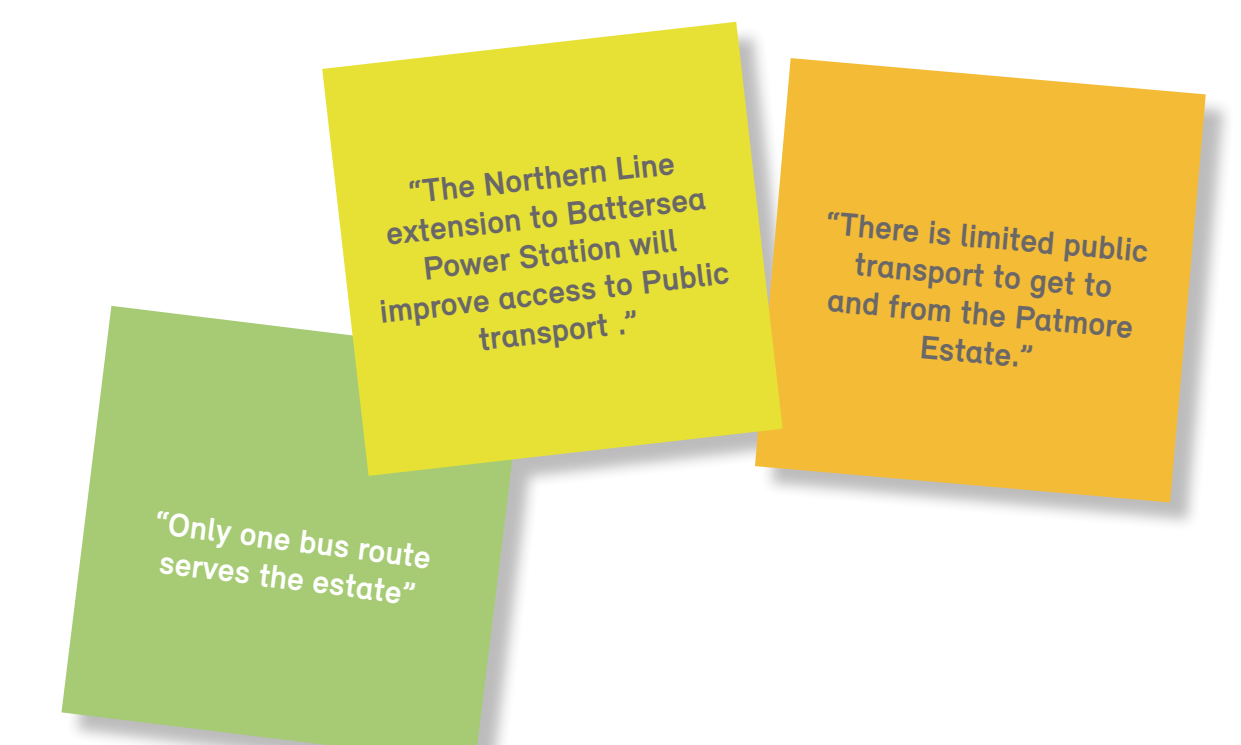 “The Northern Line
extension to Battersea
Power Station will
improve access to Public
transport .”
“There is limited public
transport to get to
and from the Patmore
Estate.”
“Only one bus route
serves the estate”